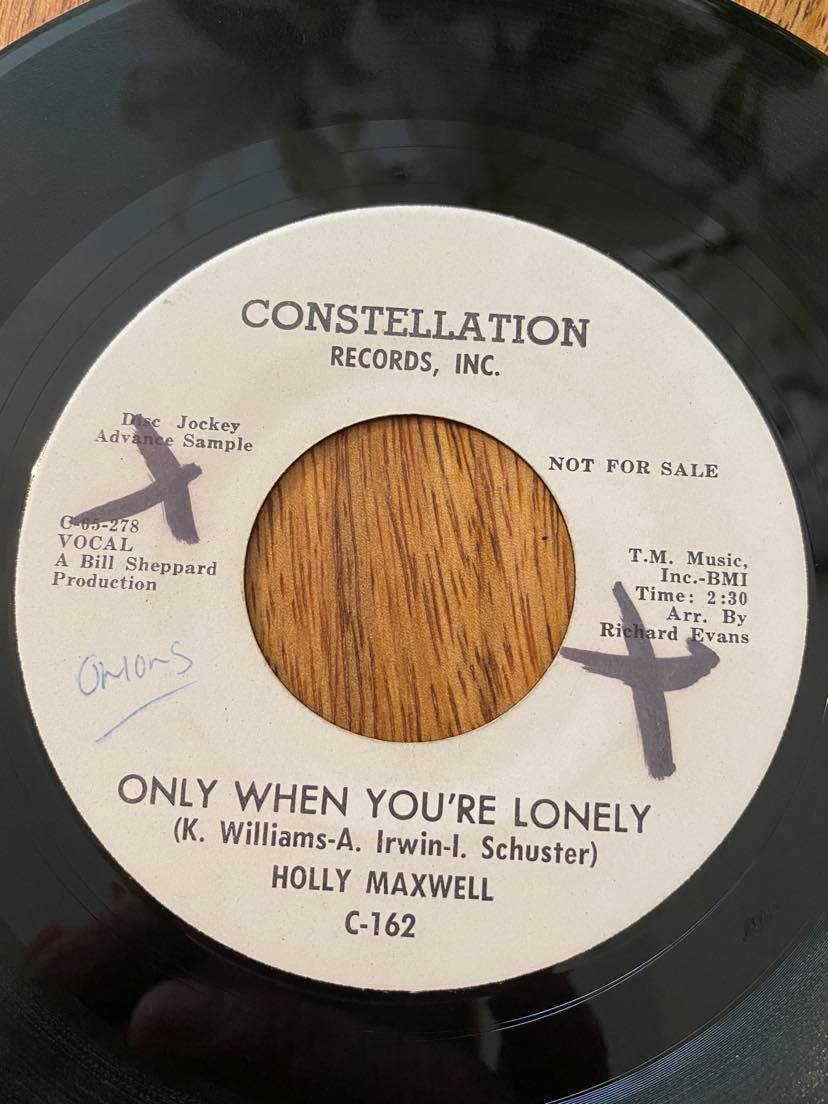 CONSTELLATION
RECORDS, INC.
Disc Jockey
Advance Sample
NOT FOR SALE
C-65-278
VOCAL
A Bill Sheppard
Production
T.M. Music,
Inc.-BMI
Time: 2:30
Arr. By
Richard Evans
ONLY WHEN YOU'RE LONELY
(K. Williams-A. Irwin-I. Schuster)
HOLLY MAXWELL
C-162